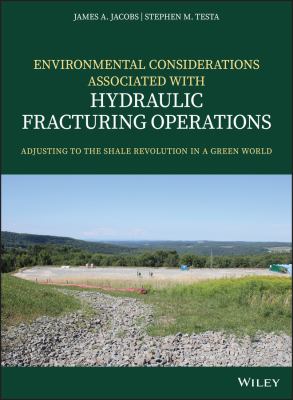 JAMES A. JACOBS | STEPHEN M. TESTA
ENVIRONMENTAL CONSIDERATIONS
ASSOCIATED WITH
HYDRAULIC
FRACTURING OPERATIONS
ADJUSTING TO THE SHALE REVOLUTION IN A GREEN WORLD
WILEY